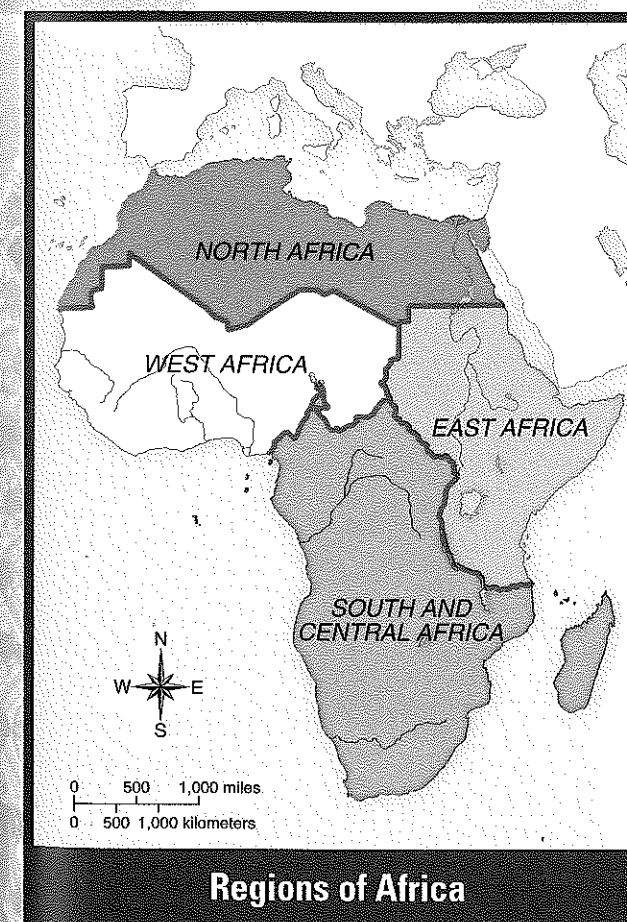 NORTH AFRICA
WEST AFRICA
EAST AFRICA
SOUTH AND
CENTRAL AFRICA
N
W E
S
0 500 1,000 miles
0 500 1,000 kilometers
Regions of Africa